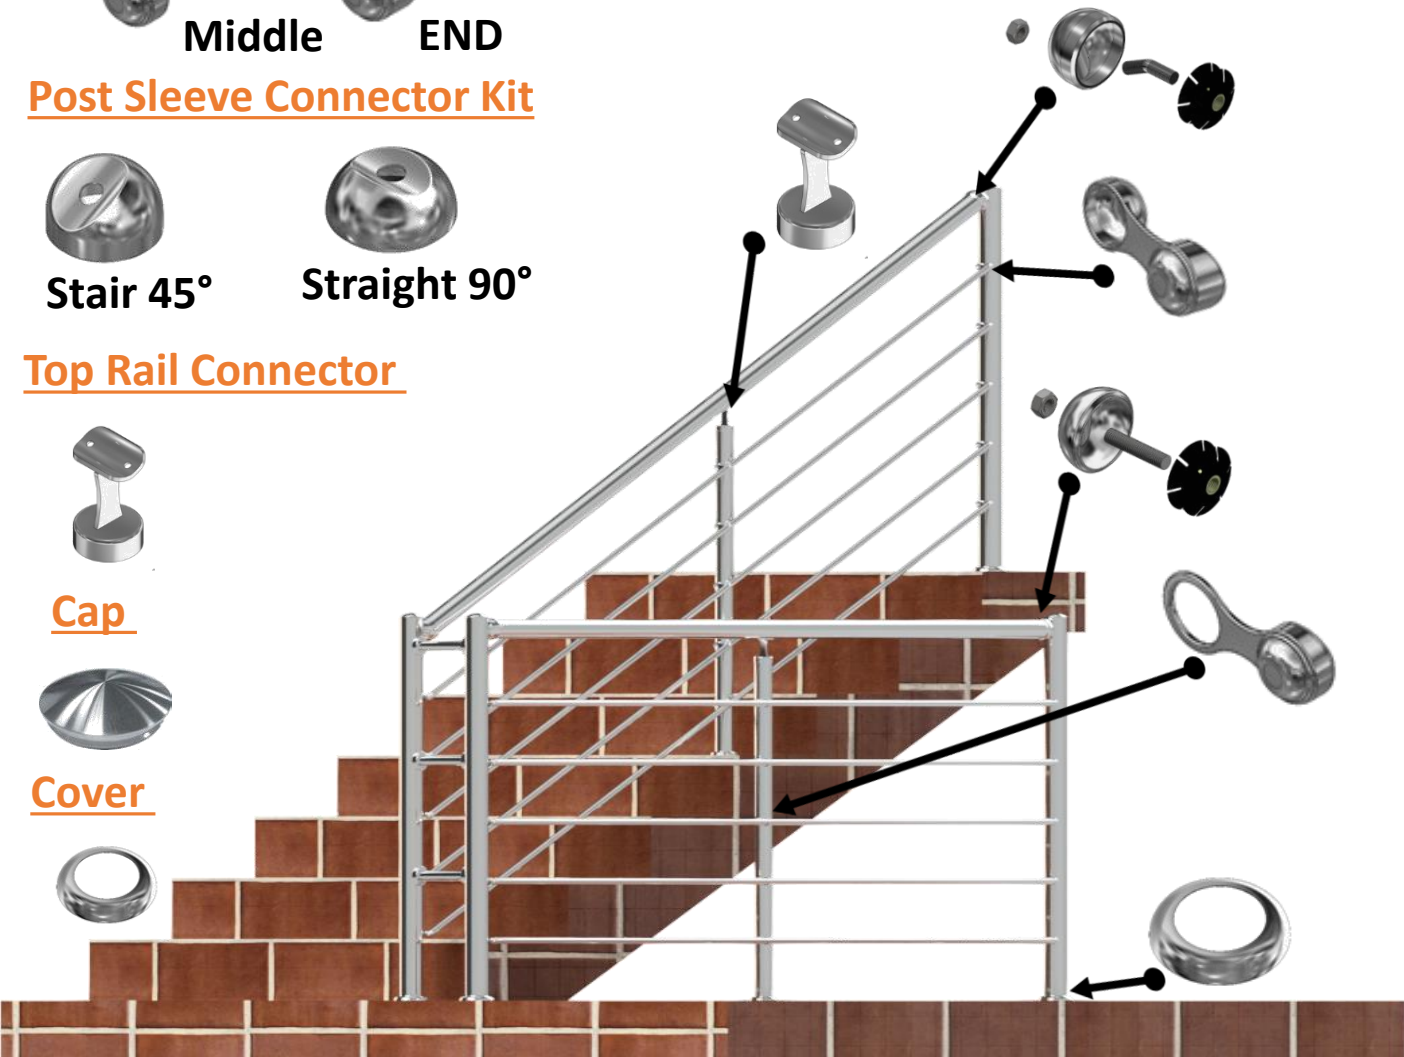 Middle
END
Post Sleeve Connector Kit
Stair 45°
Straight 90°
Top Rail Connector
Cap
Cover